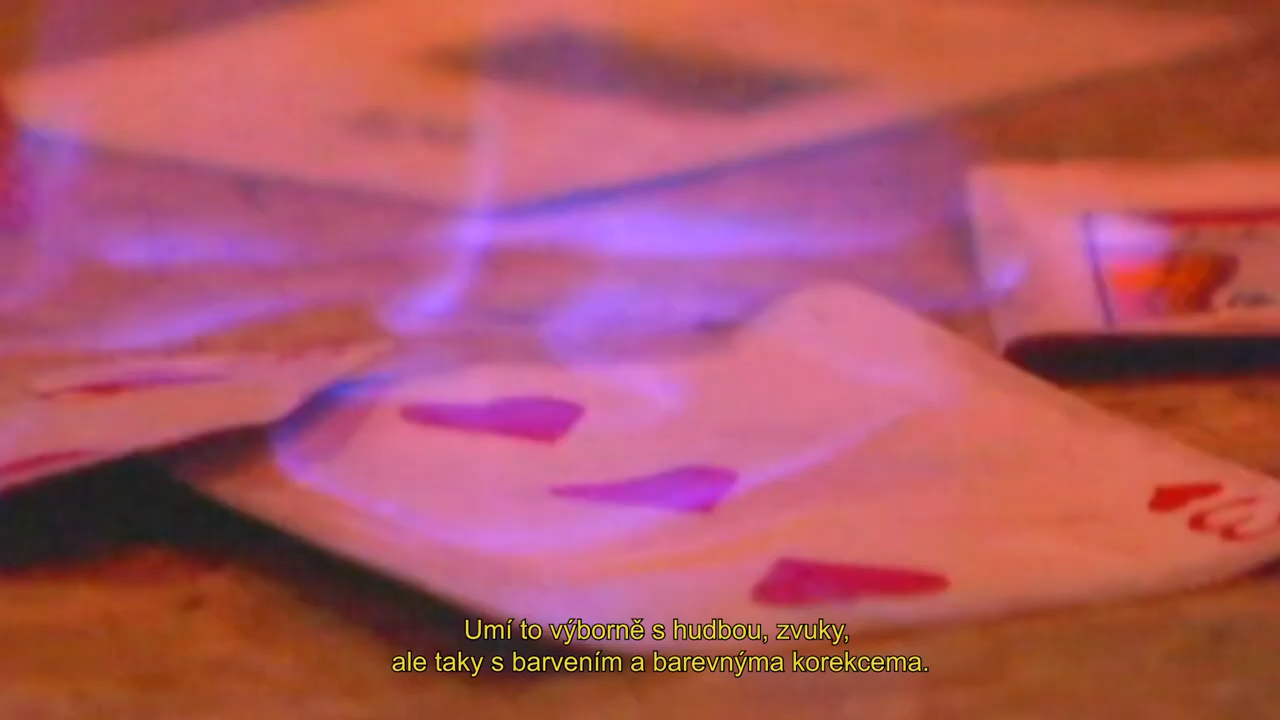 Umí to výborně s hudbou, zvuky,
ale taky s barvením a barevnýma korekcema.